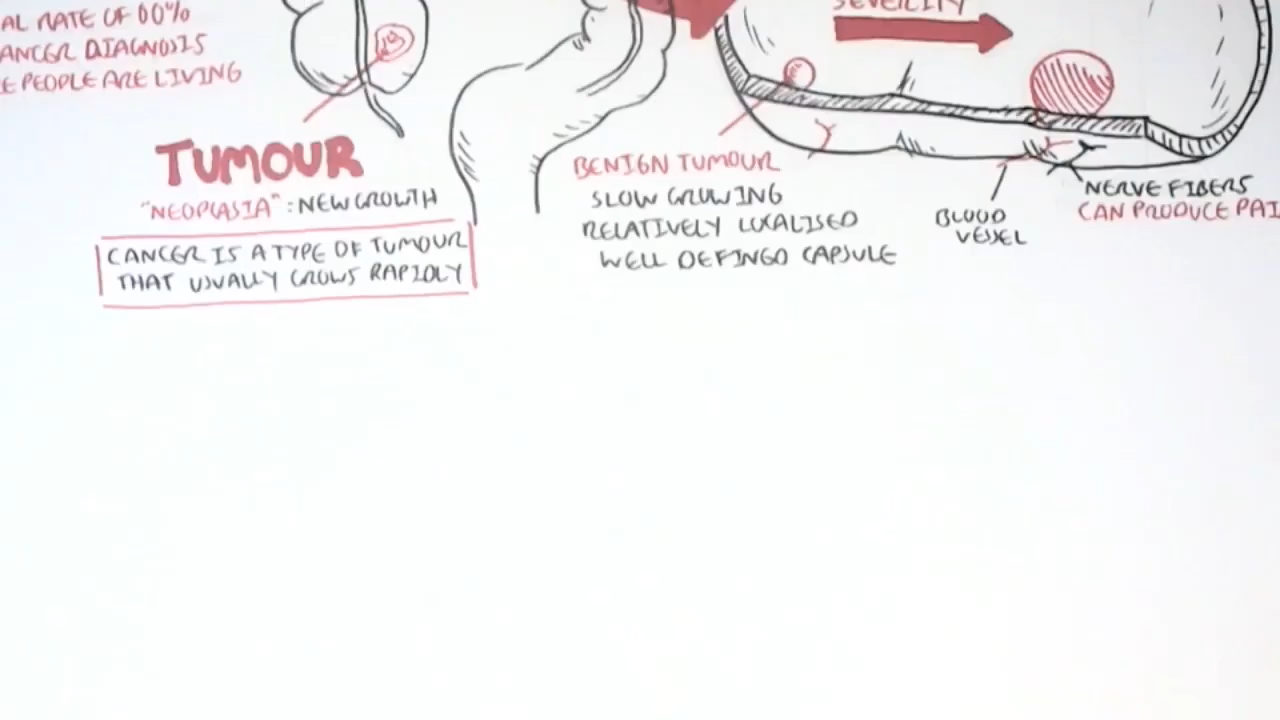 AL RATE OF 00%
ANCER DIAGNOSIS
E PEOPLE ARE LIVING
TUMOUR
"NEOPLASIA" : NEW GROWTH
CANCER IS A TYPE OF TUMOUR
THAT USUALLY GROWS RAPIDLY
SEVERITY
BENIGN TUMOUR
SLOW GROWING
RELATIVELY LOCALISED
WELL DEFINED CAPSULE
BLOOD
VESSEL
NERVE FIBERS
CAN PRODUCE PAI